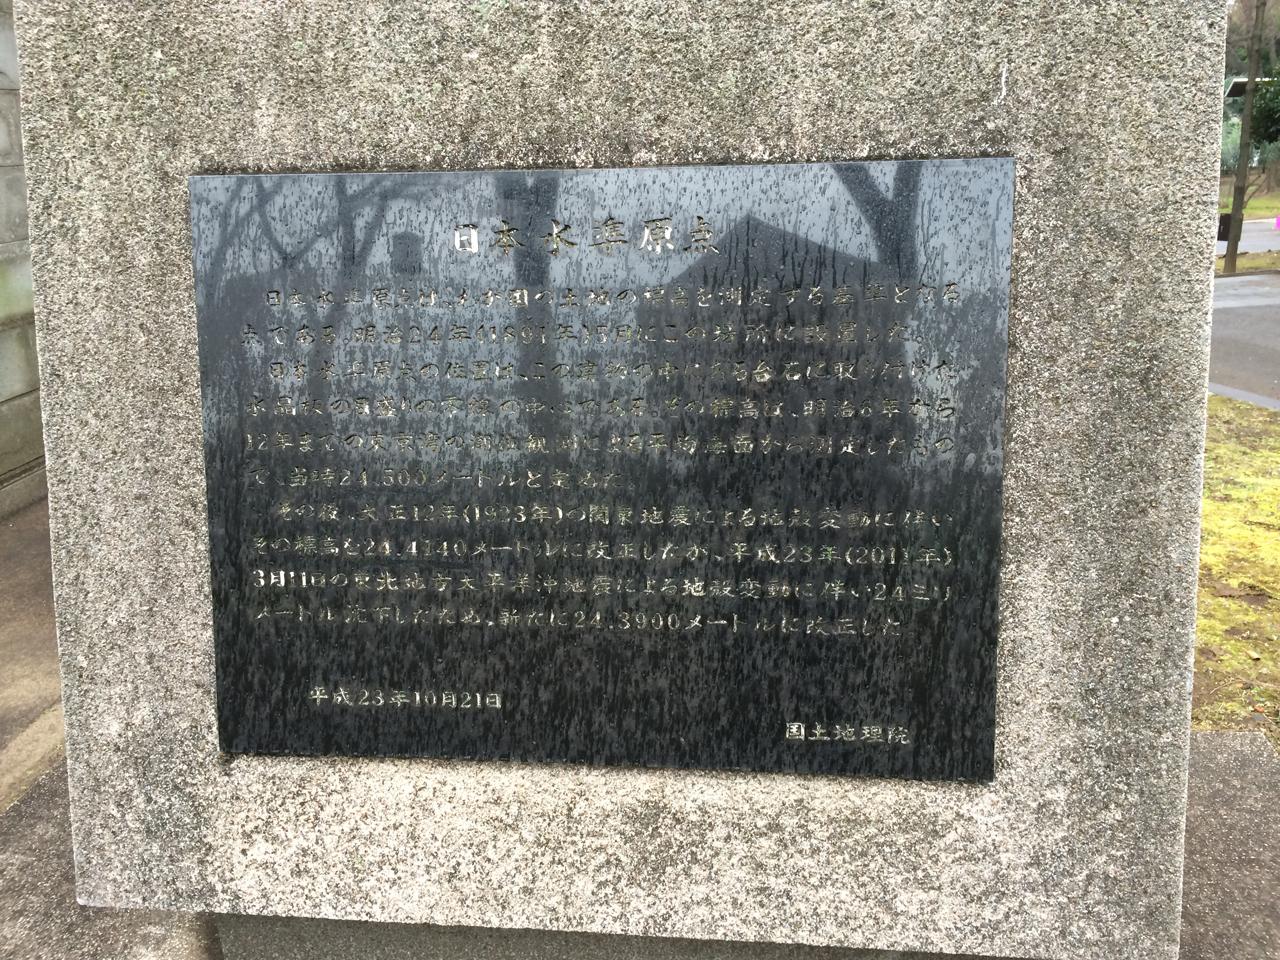 日本水準原点
日本水準原点は、わが国の土地の標高を測定する基準となる
点である。明治24年(1891年)5月にこの場所に設置した。
日本水準原点の位置は、この建物の中にある台石に取り付けた
水晶板の目盛りの零線の中心である。その標高は、明治6年から
12年までの東京湾の潮位観測による平均海面から測定したもの
で、当時24.500メートルと定めた。
その後、大正12年(1923年)の関東地震による地殻変動に伴い
その標高を24.4140メートルに改正したが、平成23年(2011年)
3月11日の東北地方太平洋沖地震による地殻変動に伴い24ミリ
メートル沈下したため、新たに24.3900メートルに改正した。
平成23年10月21日
国土地理院